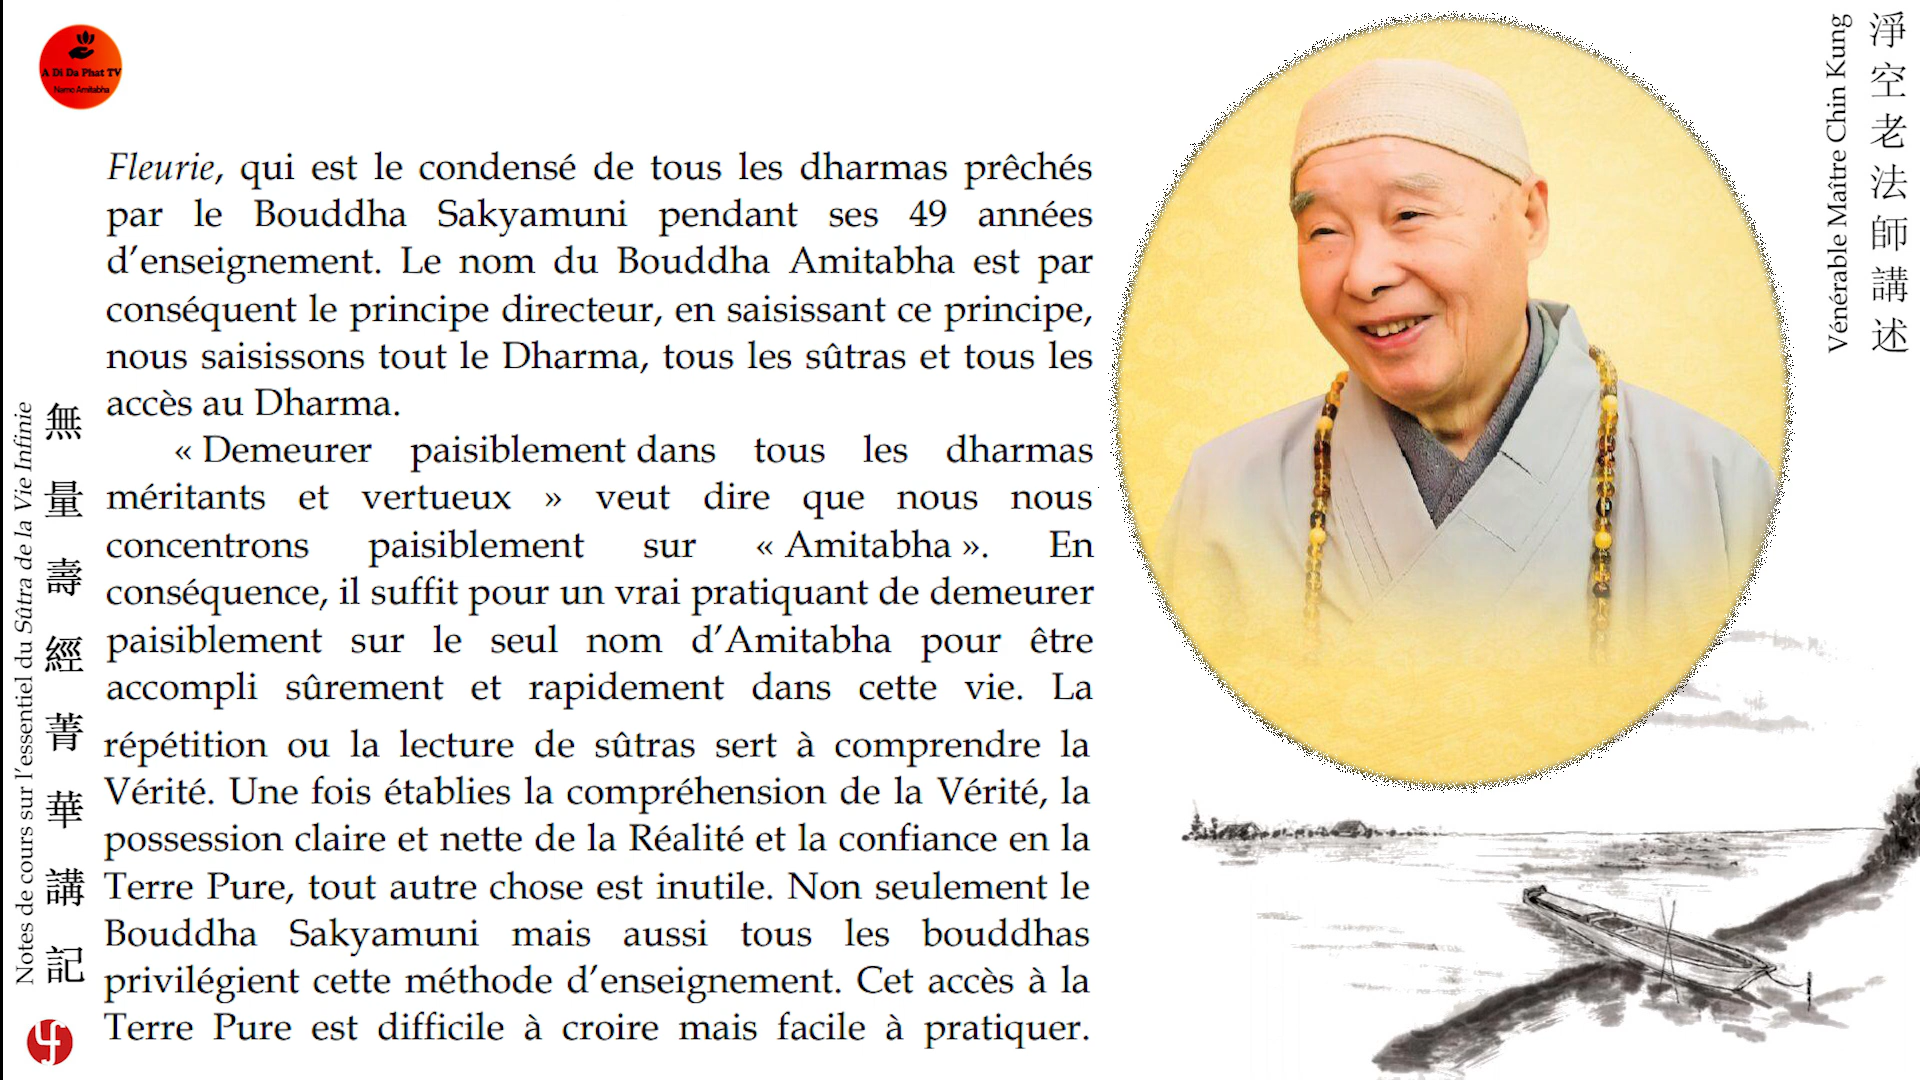 A Di Da Phat TV
Namo Amitabha
Fleurie, qui est le condensé de tous les dharmas prêchés
par le Bouddha Sakyamuni pendant ses 49 années
d’enseignement. Le nom du Bouddha Amitabha est par
conséquent le principe directeur, en saisissant ce principe,
nous saisissons tout le Dharma, tous les sûtras et tous les
accès au Dharma.
« Demeurer paisiblement dans tous les dharmas
méritants et vertueux » veut dire que nous nous
concentrons paisiblement sur « Amitabha ». En
conséquence, il suffit pour un vrai pratiquant de demeurer
paisiblement sur le seul nom d’Amitabha pour être
accompli sûrement et rapidement dans cette vie. La
répétition ou la lecture de sûtras sert à comprendre la
Vérité. Une fois établies la compréhension de la Vérité, la
possession claire et nette de la Réalité et la confiance en la
Terre Pure, tout autre chose est inutile. Non seulement le
Bouddha Sakyamuni mais aussi tous les bouddhas
privilégient cette méthode d’enseignement. Cet accès à la
Terre Pure est difficile à croire mais facile à pratiquer.
無量壽經菁華講記
Notes de cours sur l’essentiel du Sûtra de la Vie Infinie
淨空老法師講述
Vénérable Maître Chin Kung